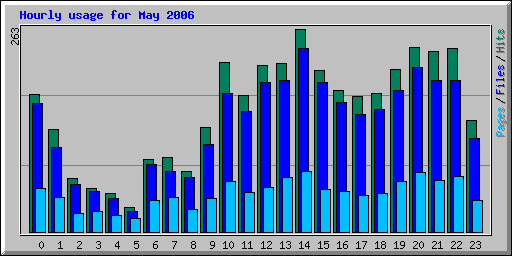 Hourly usage for May 2006
263
Pages/Files/Hits
0 1 2 3 4 5 6 7 8 9 10 11 12 13 14 15 16 17 18 19 20 21 22 23